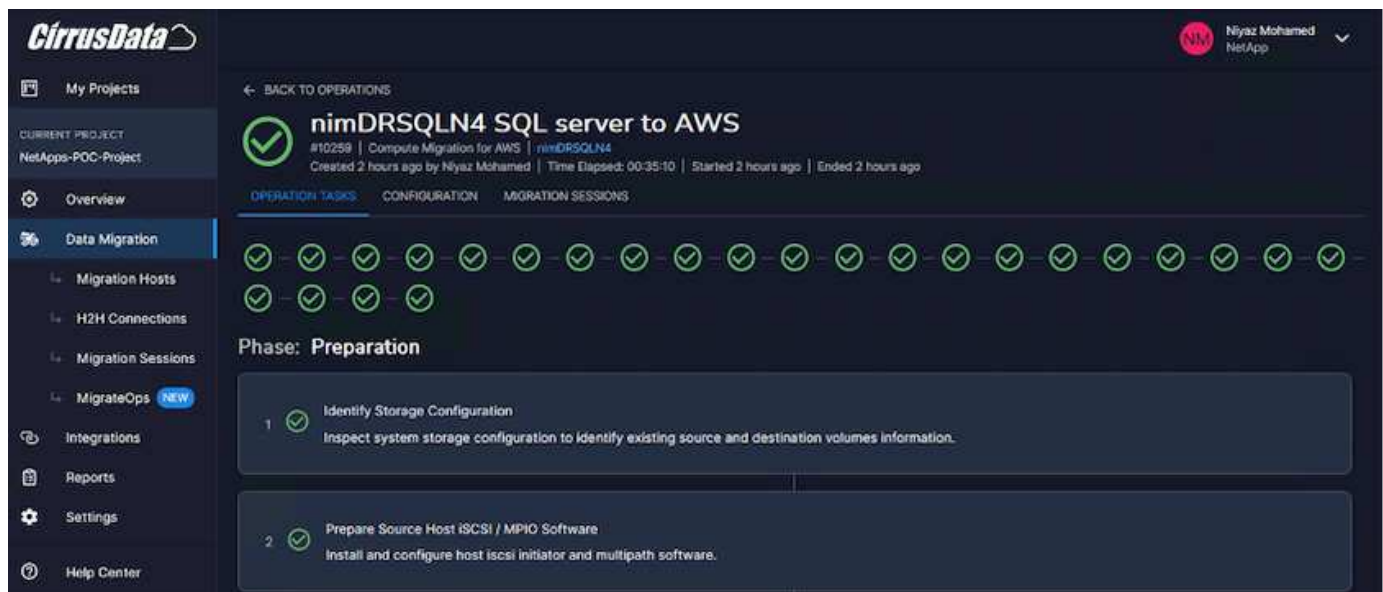 CirrusData
Niyaz Mohamed
NetApp
NM
My Projects
CURRENT PROJECT
NetApps-POC-Project
Overview
Data Migration
Migration Hosts
H2H Connections
Migration Sessions
MigrateOps NEW
Integrations
Reports
Settings
Help Center
← BACK TO OPERATIONS
nimDRSQLN4 SQL server to AWS
#10259 | Compute Migration for AWS | nimDRSQLN4
Created 2 hours ago by Niyaz Mohamed | Time Elapsed: 00:35:10 | Started 2 hours ago | Ended 2 hours ago
OPERATION TASKS CONFIGURATION MIGRATION SESSIONS
Phase: Preparation
1 Identify Storage Configuration
Inspect system storage configuration to identify existing source and destination volumes information.
2 Prepare Source Host iSCSI / MPIO Software
Install and configure host iscsi initiator and multipath software.